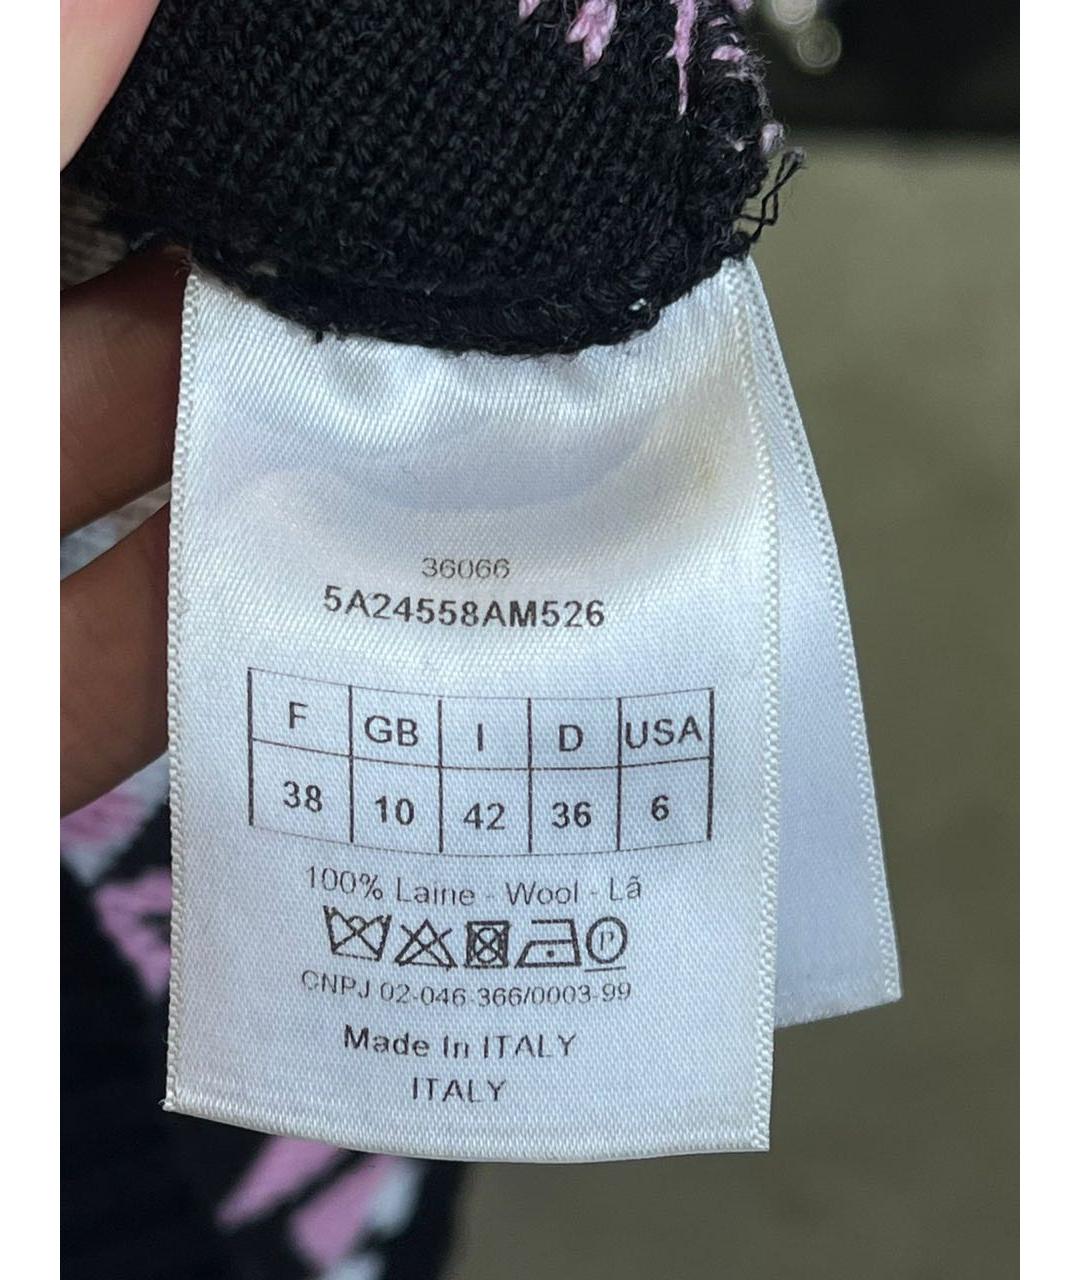 36066
5A24558AM526
F GB I D USA
38 10 42 36 6
100% Laine - Wool - Lã
P
CNPJ 02-046 366/0003-99
Made In ITALY
ITALY